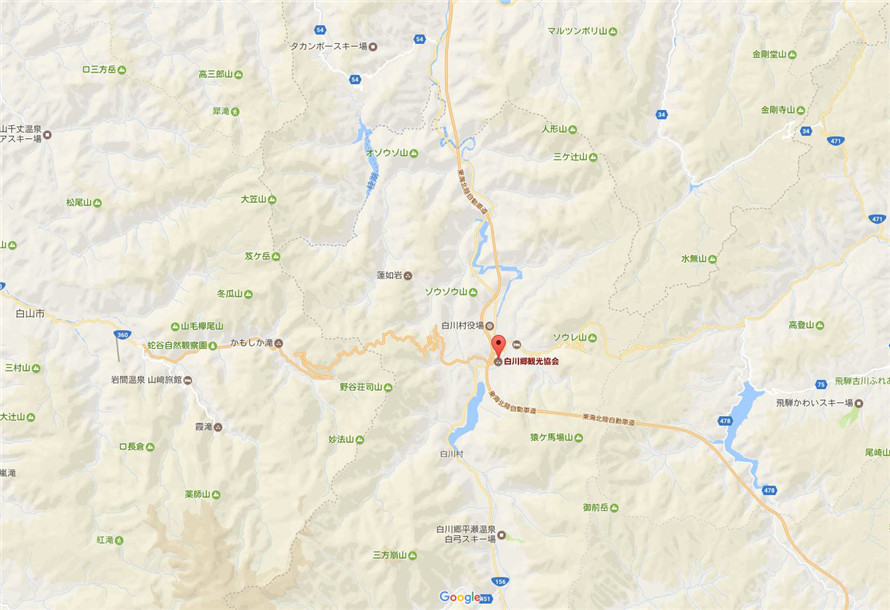 54
タカンボースキー場
54
マルツンボリ山
54
口三方岳
高三郎山
金剛堂山
犀滝
34
金剛寺山
山千丈温泉
アスキー場
人形山
34
471
オゾウゾ山
三ケ辻山
東海北陸自動車道
松尾山
大笠山
471
山
笈ケ岳
水無山
蓮如岩
冬瓜山
ソウゾウ山
白山市
山毛欅尾山
白川村役場
高登山
360
蛇谷自然観察園
かもしか滝
ソウレ山
白川郷観光協会
三村山
岩間温泉 山崎旅館
野谷荘司山
75
飛騨古川ふれあ
東海北陸自動車道
飛騨かわいスキー場
大辻山
東海北陸自動車道
478
霞滝
口長倉
妙法山
猿ケ馬場山
白川村
尾崎山
嵐滝
薬師山
478
御前岳
紅滝
白川郷平瀬温泉
白弓スキー場
三方崩山
156
Google
451